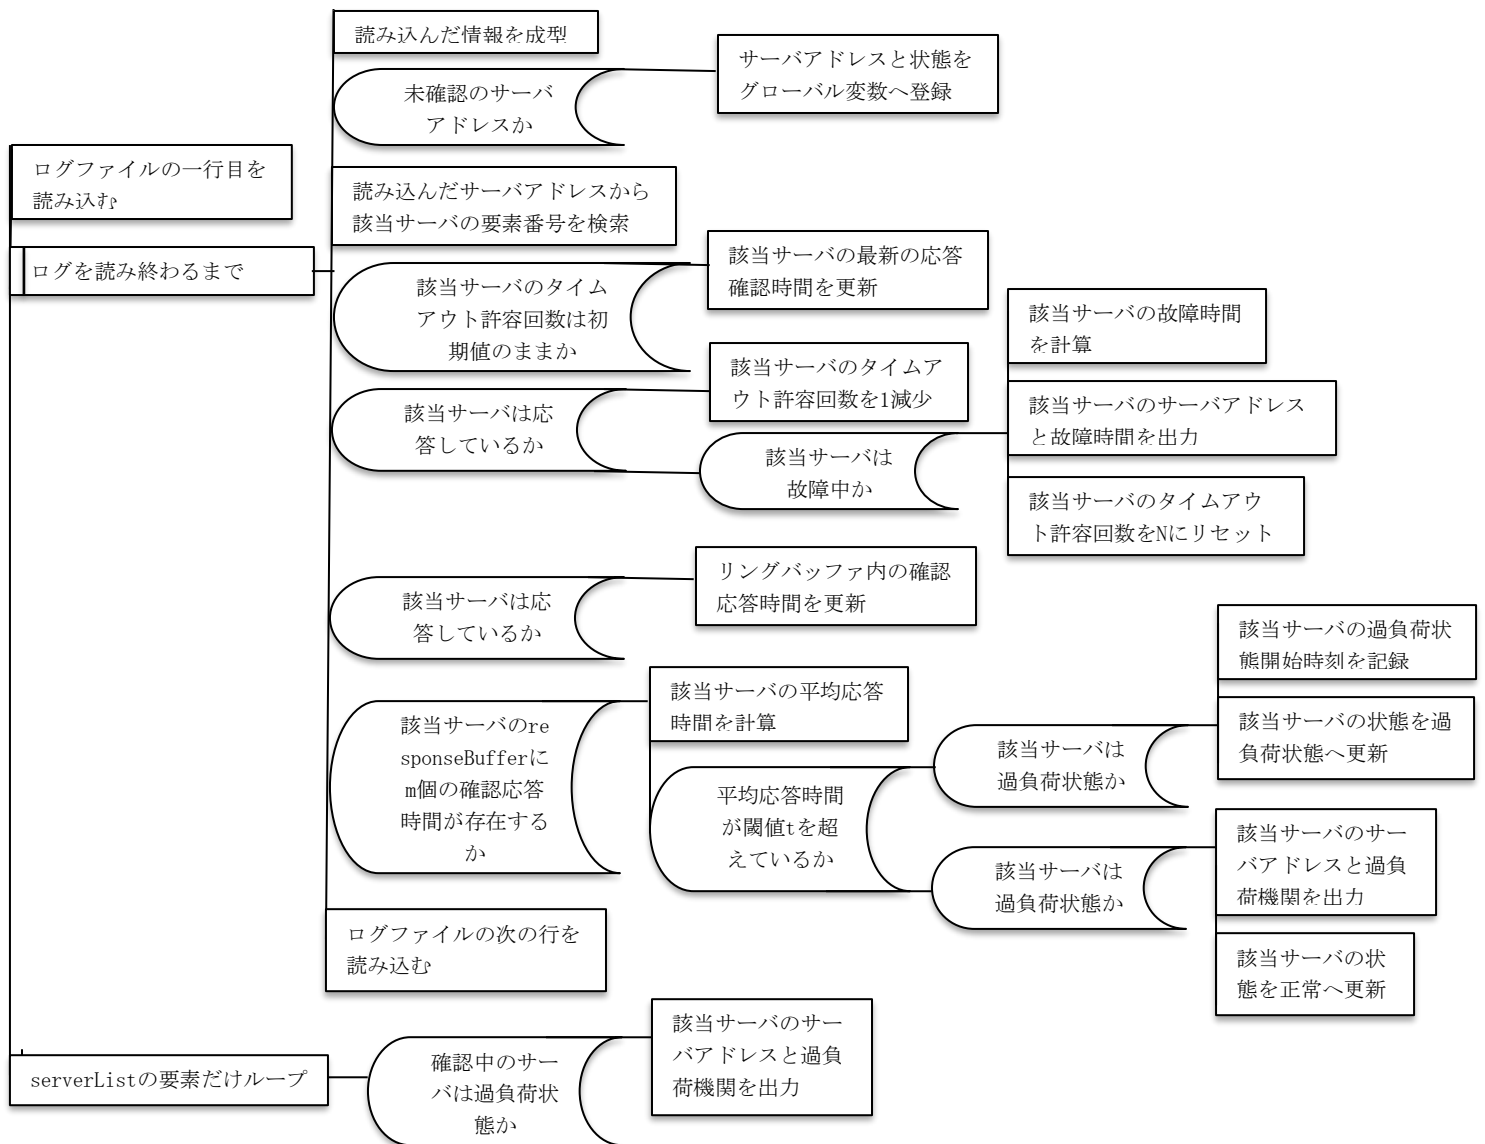 読み込んだ情報を成型
未確認のサーバ
アドレスか
サーバアドレスと状態を
グローバル変数へ登録
ログファイルの一行目を
読み込む
ログを読み終わるまで
読み込んだサーバアドレスから
該当サーバの要素番号を検索
該当サーバのタイム
アウト許容回数は初
期値のままか
該当サーバの最新の応答
確認時間を更新
該当サーバは応
答しているか
該当サーバのタイムア
ウト許容回数を1減少
該当サーバは
故障中か
該当サーバの故障時間
を計算
該当サーバのサーバアドレス
と故障時間を出力
該当サーバのタイムアウ
ト許容回数をNにリセット
該当サーバは応
答しているか
リングバッファ内の確認
応答時間を更新
該当サーバのre
sponseBufferに
m個の確認応答
時間が存在する
か
該当サーバの平均応答
時間を計算
平均応答時間
が閾値tを超
えているか
該当サーバは
過負荷状態か
該当サーバの過負荷状
態開始時刻を記録
該当サーバの状態を過
負荷状態へ更新
該当サーバは
過負荷状態か
該当サーバのサー
バアドレスと過負
荷機関を出力
該当サーバの状
態を正常へ更新
ログファイルの次の行を
読み込む
serverListの要素だけループ
確認中のサー
バは過負荷状
態か
該当サーバのサー
バアドレスと過負
荷機関を出力